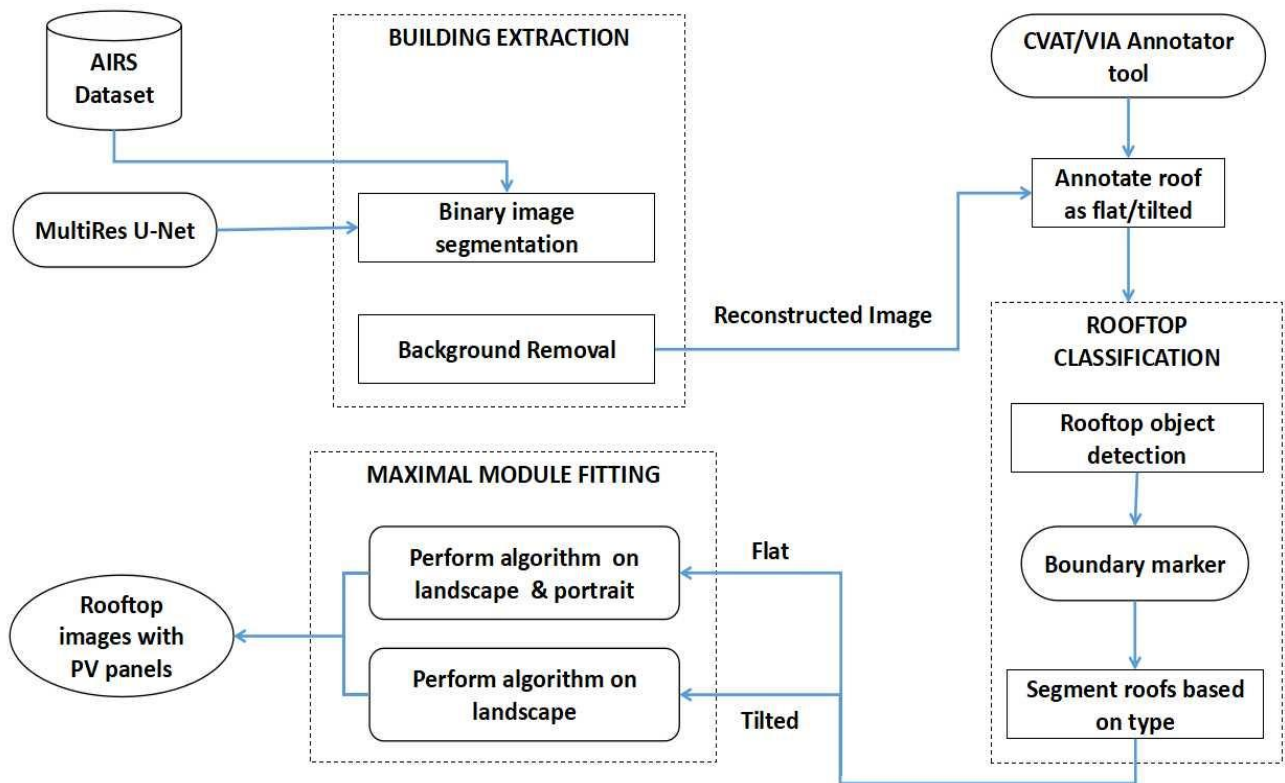 AIRS
Dataset
MultiRes U-Net
BUILDING EXTRACTION
Binary image
segmentation
Background Removal
Reconstructed Image
CVAT/VIA Annotator
tool
Annotate roof
as flat/tilted
ROOFTOP
CLASSIFICATION
Rooftop object
detection
Boundary marker
Segment roofs based
on type
Flat
Tilted
MAXIMAL MODULE FITTING
Perform algorithm on
landscape & portrait
Perform algorithm on
landscape
Rooftop
images with
PV panels